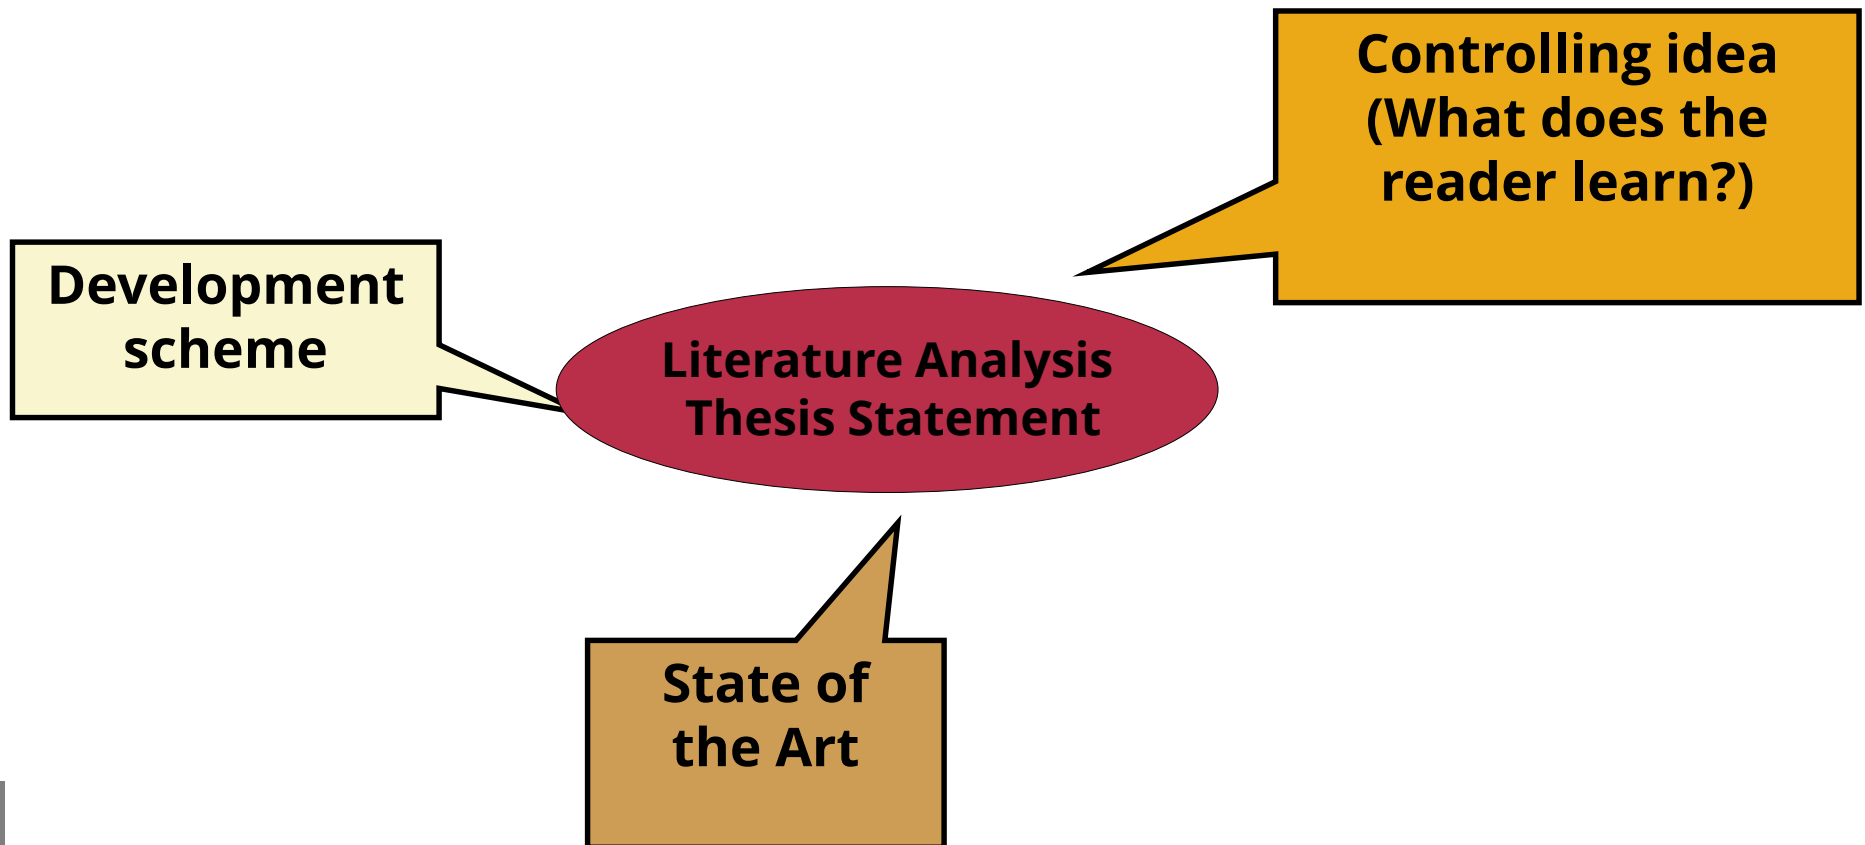 Controlling idea
(What does the
reader learn?)
Development
scheme
Literature Analysis
Thesis Statement
State of
the Art